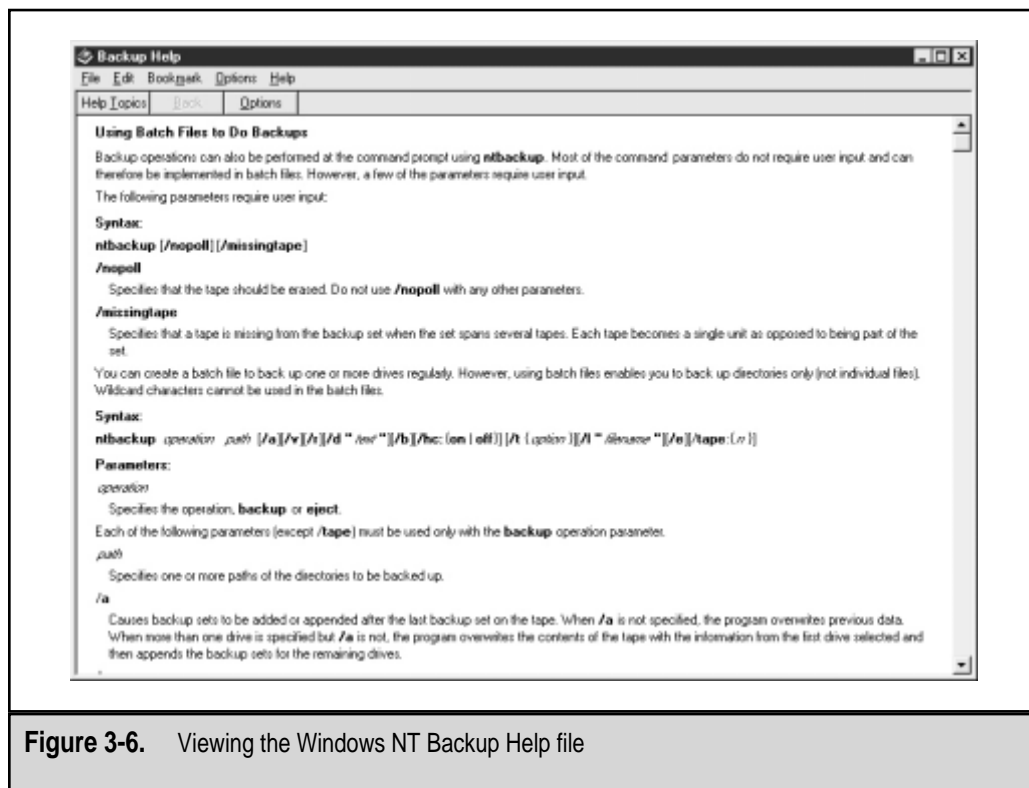 Backup Help
File Edit Bookmark Options Help
Help Topics Back Options
Using Batch Files to Do Backups
Backup operations can also be performed at the command prompt using ntbackup. Most of the command parameters do not require user input and can
therefore be implemented in batch files. However, a few of the parameters require user input.
The following parameters require user input:
Syntax:
ntbackup [/nopoll] [/missingtape]
/nopoll
Specifies that the tape should be erased. Do not use /nopoll with any other parameters.
/missingtape
Specifies that a tape is missing from the backup set when the set spans several tapes. Each tape becomes a single unit as opposed to being part of the
set.
You can create a batch file to back up one or more drives regularly. However, using batch files enables you to back up directories only (not individual files).
Wildcard characters cannot be used in the batch files.
Syntax:
ntbackup operation path [/a][/v][/r][/d " text "][/b][/hc:{on | off}] [/t { option }][/l " filename "][/e][/tape:{ n }]
Parameters:
operation
Specifies the operation, backup or eject.
Each of the following parameters (except /tape) must be used only with the backup operation parameter.
path
Specifies one or more paths of the directories to be backed up.
/a
Causes backup sets to be added or appended after the last backup set on the tape. When /a is not specified, the program overwrites previous data.
When more than one drive is specified but /a is not, the program overwrites the contents of the tape with the information from the first drive selected and
then appends the backup sets for the remaining drives.
Figure 3-6. Viewing the Windows NT Backup Help file